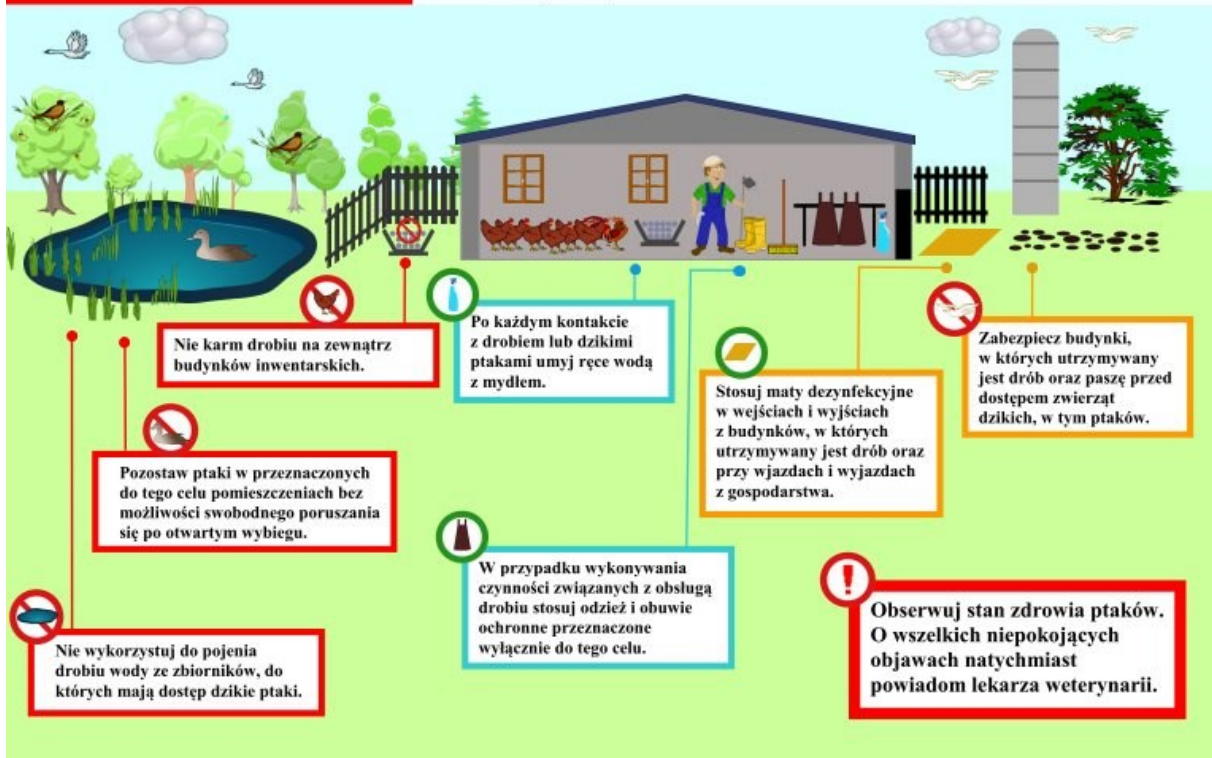 Nie karm drobiu na zewnątrz
budynków inwentarskich.
Po każdym kontakcie
z drobiem lub dzikimi
ptakami umyj ręce wodą
z mydłem.
Stosuj maty dezynfekcyjne
w wejściach i wyjściach
z budynków, w których
utrzymywany jest drób oraz
przy wjazdach i wyjazdach
z gospodarstwa.
Zabezpiecz budynki,
w których utrzymywany
jest drób oraz paszę przed
dostępem zwierząt
dzikich, w tym ptaków.
Pozostaw ptaki w przeznaczonych
do tego celu pomieszczeniach bez
możliwości swobodnego poruszania
się po otwartym wybiegu.
W przypadku wykonywania
czynności związanych z obsługą
drobiu stosuj odzież i obuwie
ochronne przeznaczone
wyłącznie do tego celu.
Nie wykorzystuj do pojenia
drobiu wody ze zbiorników, do
których mają dostęp dzikie ptaki.
Obserwuj stan zdrowia ptaków.
O wszelkich niepokojących
objawach natychmiast
powiadom lekarza weterynarii.